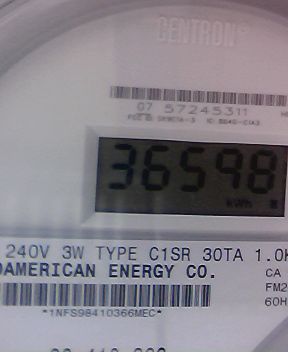 CENTRON®
07 57245311
36598
kWh
240V 3W TYPE C1SR 30TA 1.0K
AMERICAN ENERGY CO.
CA
FM2
60H
*1NFS98410366MEC*